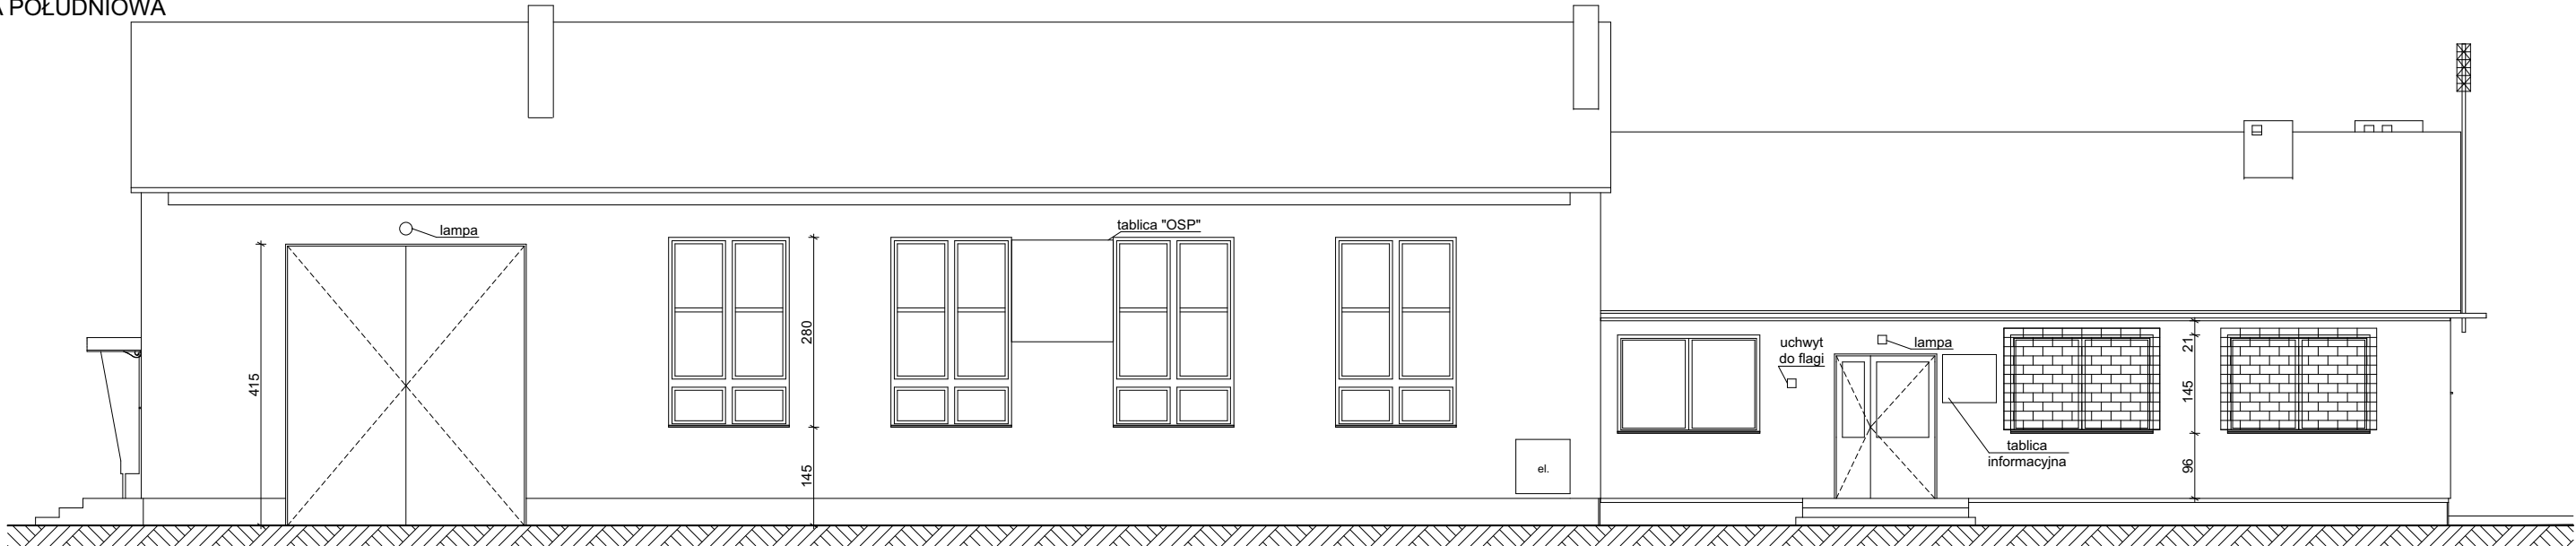 A POŁUDNIOWA
lampa
tablica "OSP"
415
280
145
el.
uchwyt
do flagi
lampa
tablica
informacyjna
21
145
96